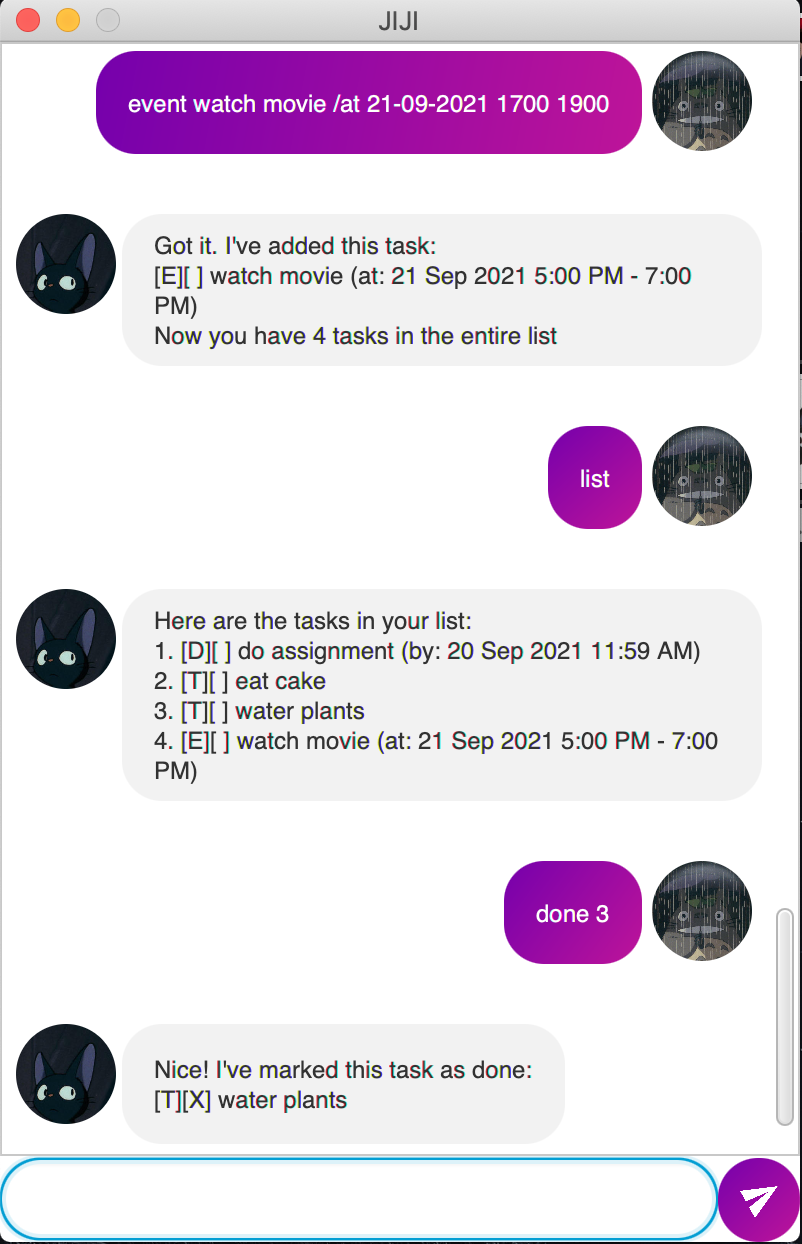 JIJI
event watch movie /at 21-09-2021 1700 1900
Got it. I've added this task:
[E][ ] watch movie (at: 21 Sep 2021 5:00 PM - 7:00
PM)
Now you have 4 tasks in the entire list
list
Here are the tasks in your list:
1. [D][ ] do assignment (by: 20 Sep 2021 11:59 AM)
2. [T][ ] eat cake
3. [T][ ] water plants
4. [E][ ] watch movie (at: 21 Sep 2021 5:00 PM - 7:00
PM)
done 3
Nice! I've marked this task as done:
[T][X] water plants